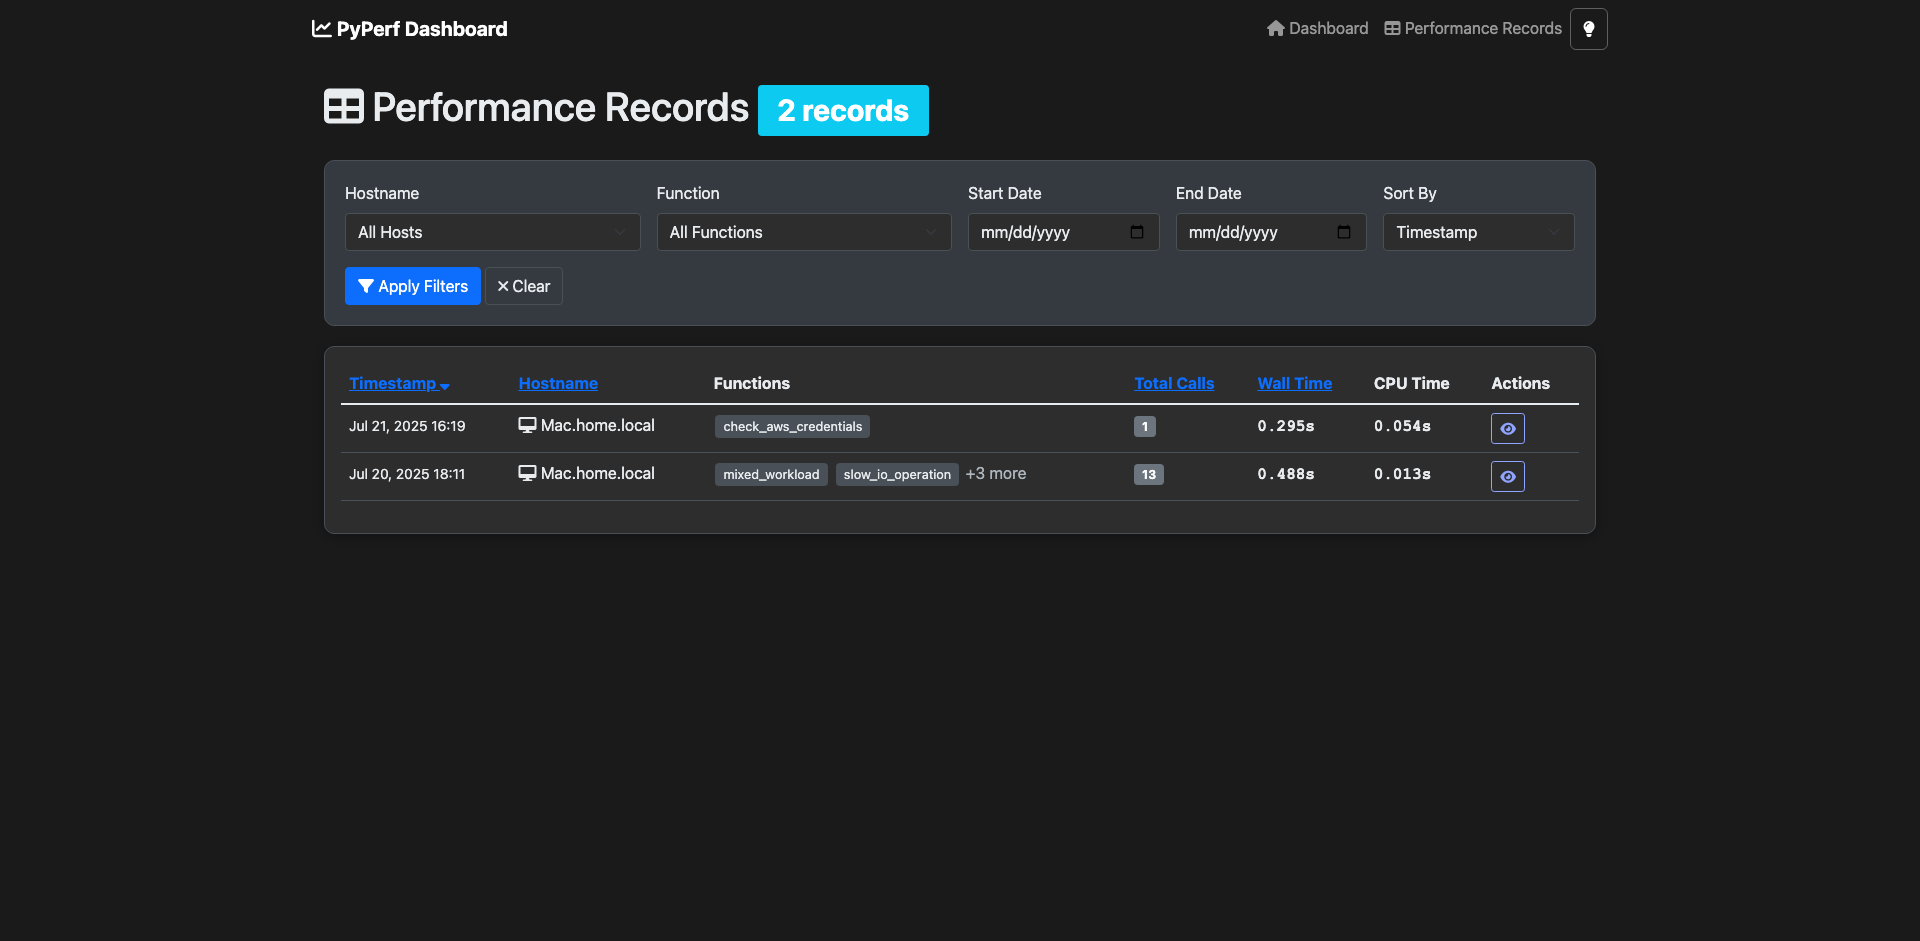 PyPerf Dashboard
Dashboard Performance Records
Performance Records 2 records
Hostname Function Start Date End Date Sort By
All Hosts All Functions mm/dd/yyyy mm/dd/yyyy Timestamp
Apply Filters Clear
Timestamp Hostname Functions Total Calls Wall Time CPU Time Actions
Jul 21, 2025 16:19 Mac.home.local check_aws_credentials 1 0.295s 0.054s
Jul 20, 2025 18:11 Mac.home.local mixed_workload slow_io_operation +3 more 13 0.488s 0.013s